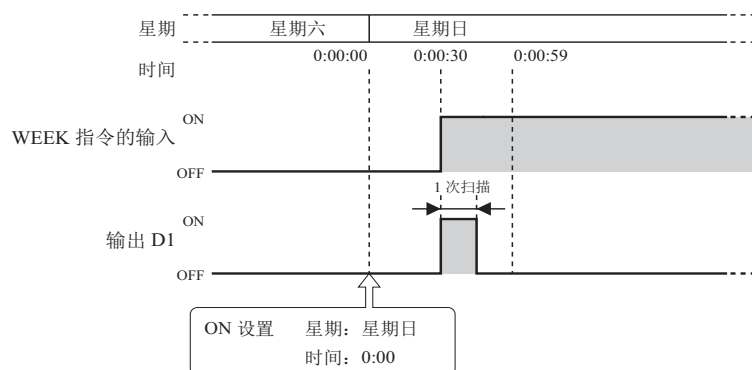 星期 星期六 星期日
时间 0:00:00 0:00:30 0:00:59
WEEK 指令的输入 ON
OFF
1 次扫描
输出 D1 ON
OFF
ON 设置 星期：星期日
时间：0:00